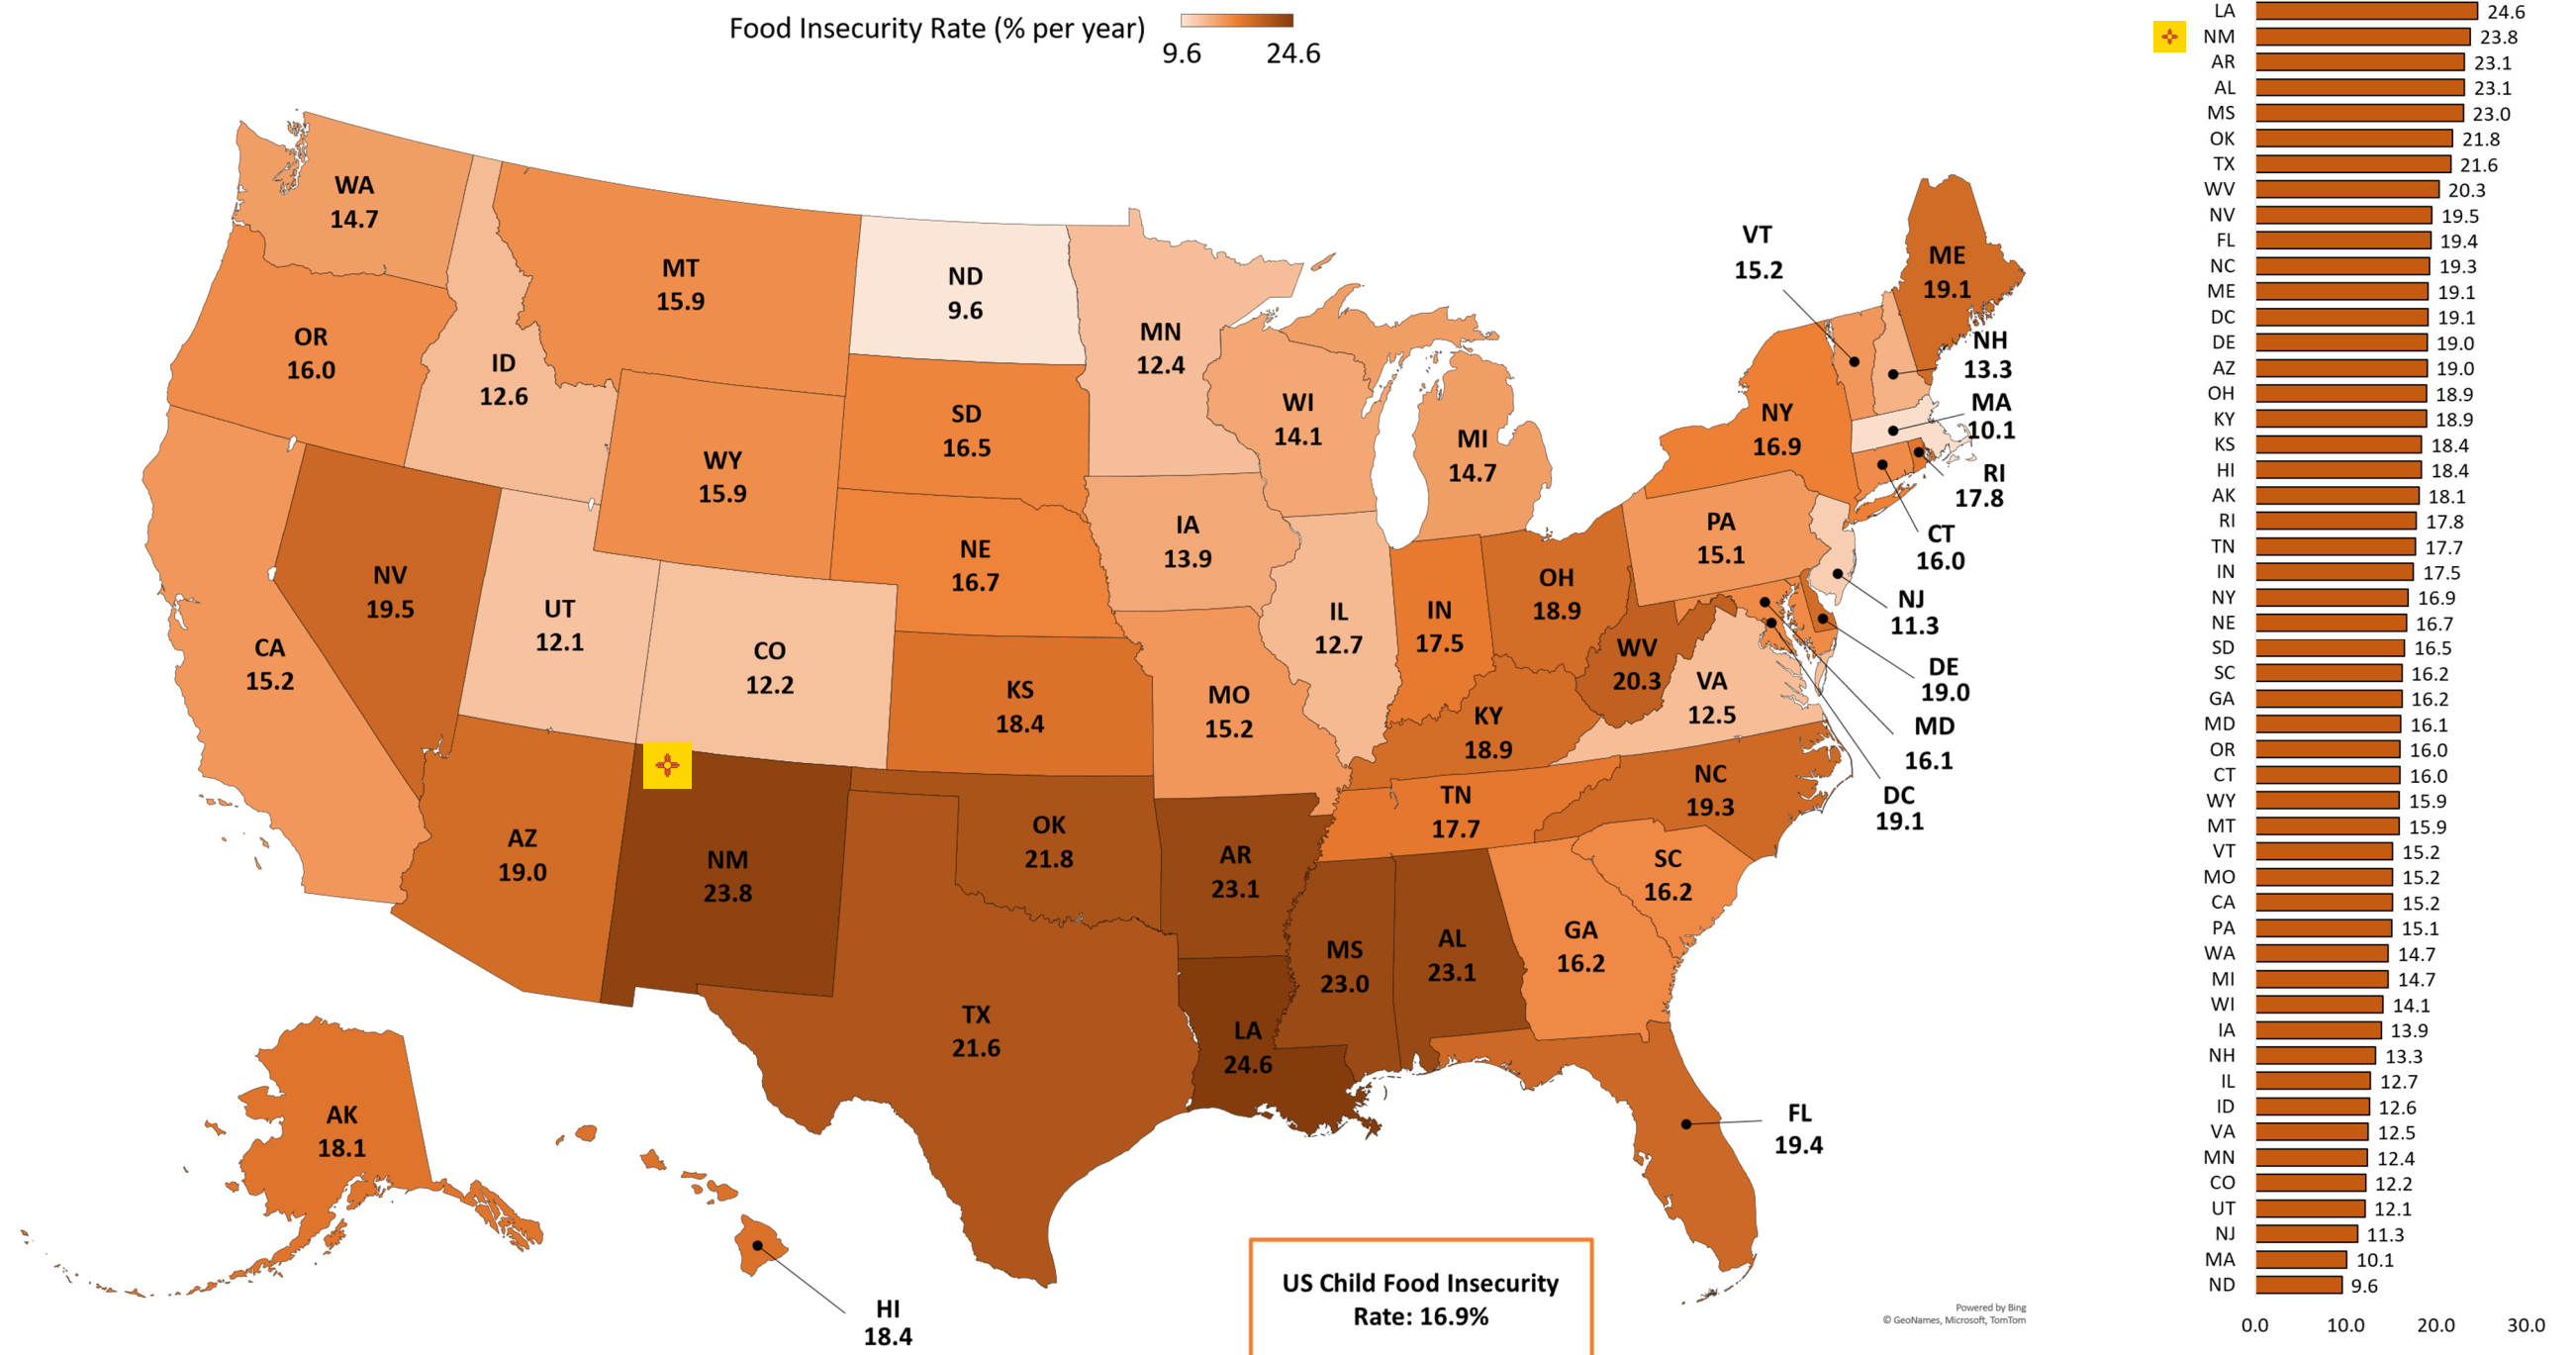 Food Insecurity Rate (% per year)
9.6 24.6
WA
14.7
OR
16.0
CA
15.2
NV
19.5
ID
12.6
MT
15.9
WY
15.9
UT
12.1
CO
12.2
AZ
19.0
NM
23.8
ND
9.6
SD
16.5
NE
16.7
KS
18.4
OK
21.8
TX
21.6
MN
12.4
IA
13.9
MO
15.2
AR
23.1
LA
24.6
WI
14.1
IL
12.7
MI
14.7
IN
17.5
OH
18.9
KY
18.9
TN
17.7
MS
23.0
AL
23.1
GA
16.2
FL
19.4
SC
16.2
NC
19.3
VA
12.5
WV
20.3
PA
15.1
NY
16.9
VT
15.2
ME
19.1
NH
13.3
MA
10.1
RI
17.8
CT
16.0
NJ
11.3
DE
19.0
MD
16.1
DC
19.1
AK
18.1
HI
18.4
US Child Food Insecurity
Rate: 16.9%
Powered by Bing
© GeoNames, Microsoft, TomTom
LA 24.6
NM 23.8
AR 23.1
AL 23.1
MS 23.0
OK 21.8
TX 21.6
WV 20.3
NV 19.5
FL 19.4
NC 19.3
ME 19.1
DC 19.1
DE 19.0
AZ 19.0
OH 18.9
KY 18.9
KS 18.4
HI 18.4
AK 18.1
RI 17.8
TN 17.7
IN 17.5
NY 16.9
NE 16.7
SD 16.5
SC 16.2
GA 16.2
MD 16.1
OR 16.0
CT 16.0
WY 15.9
MT 15.9
VT 15.2
MO 15.2
CA 15.2
PA 15.1
WA 14.7
MI 14.7
WI 14.1
IA 13.9
NH 13.3
IL 12.7
ID 12.6
VA 12.5
MN 12.4
CO 12.2
UT 12.1
NJ 11.3
MA 10.1
ND 9.6
0.0 10.0 20.0 30.0